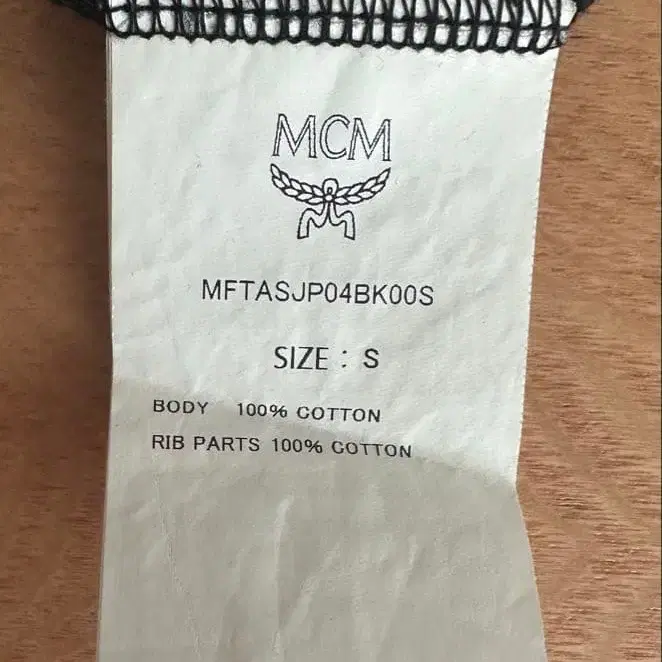 MCM
MFTASJP04BK00S
SIZE : S
BODY 100% COTTON
RIB PARTS 100% COTTON